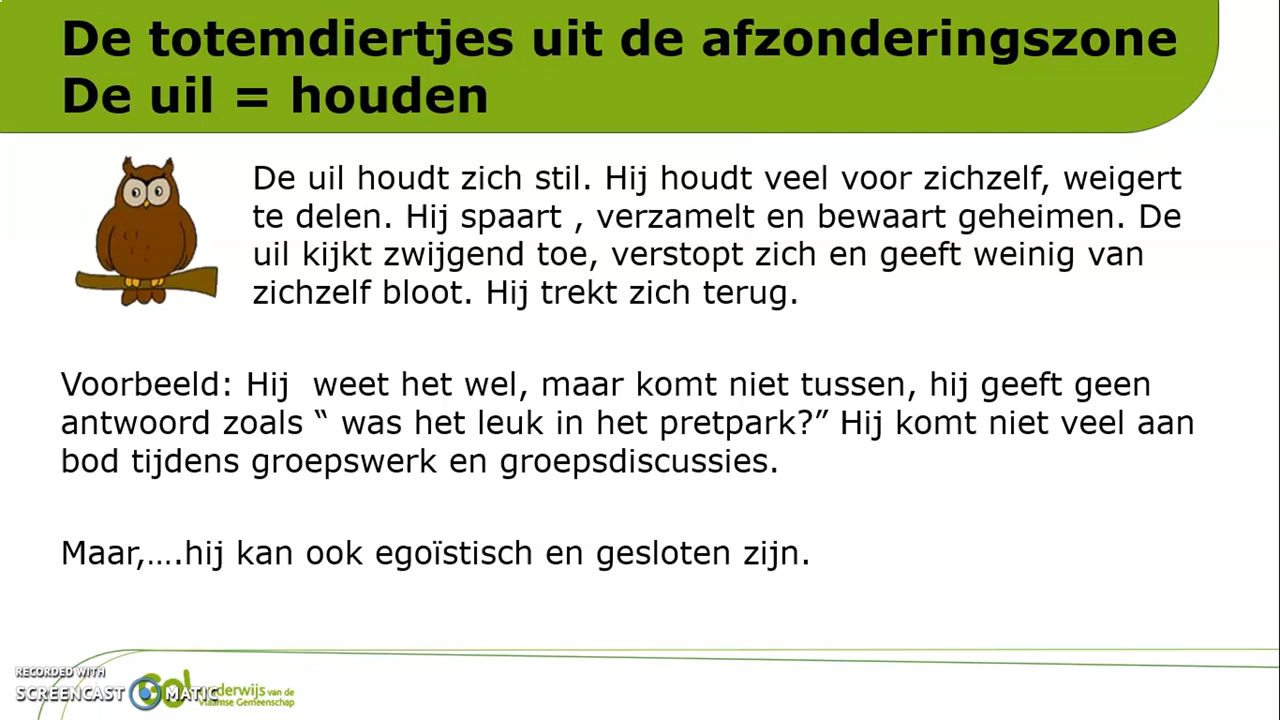 De totemdiertjes uit de afzonderingszone
De uil = houden
De uil houdt zich stil. Hij houdt veel voor zichzelf, weigert
te delen. Hij spaart , verzamelt en bewaart geheimen. De
uil kijkt zwijgend toe, verstopt zich en geeft weinig van
zichzelf bloot. Hij trekt zich terug.
Voorbeeld: Hij  weet het wel, maar komt niet tussen, hij geeft geen
antwoord zoals “ was het leuk in het pretpark?” Hij komt niet veel aan
bod tijdens groepswerk en groepsdiscussies.
Maar,….hij kan ook egoïstisch en gesloten zijn.
RECORDED WITH
SCREENCAST MATIC
van de
Vlaamse Gemeenschap